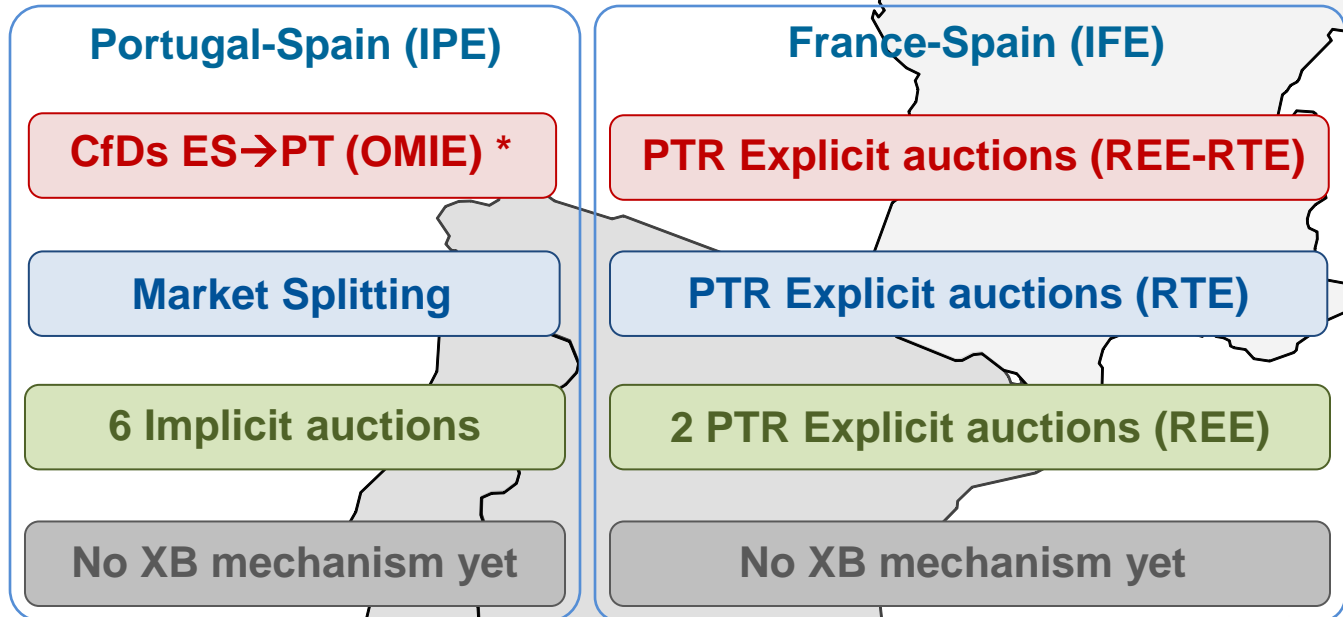 Portugal-Spain (IPE)
CfDs ES→PT (OMIE) *
Market Splitting
6 Implicit auctions
No XB mechanism yet
France-Spain (IFE)
PTR Explicit auctions (REE-RTE)
PTR Explicit auctions (RTE)
2 PTR Explicit auctions (REE)
No XB mechanism yet